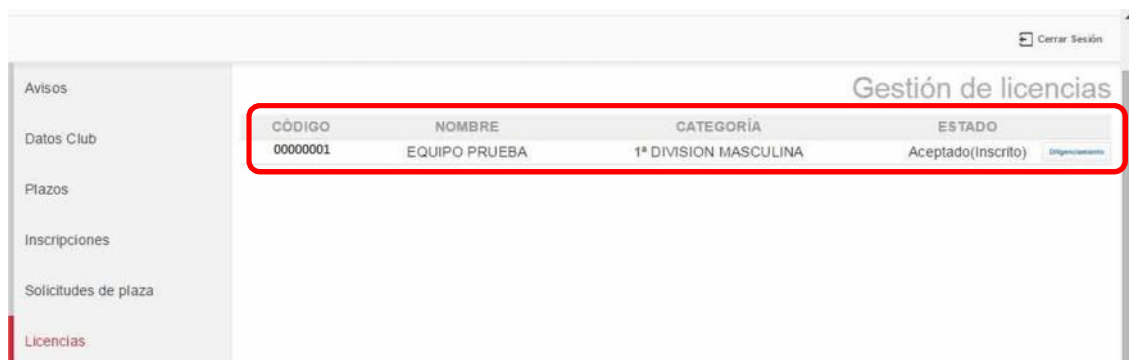 Cerrar Sesión
Gestión de licencias
Avisos
Datos Club
Plazos
Inscripciones
Solicitudes de plaza
Licencias
CÓDIGO NOMBRE CATEGORÍA ESTADO
00000001 EQUIPO PRUEBA 1ª DIVISION MASCULINA Aceptado(Inscrito) Diligenciamiento